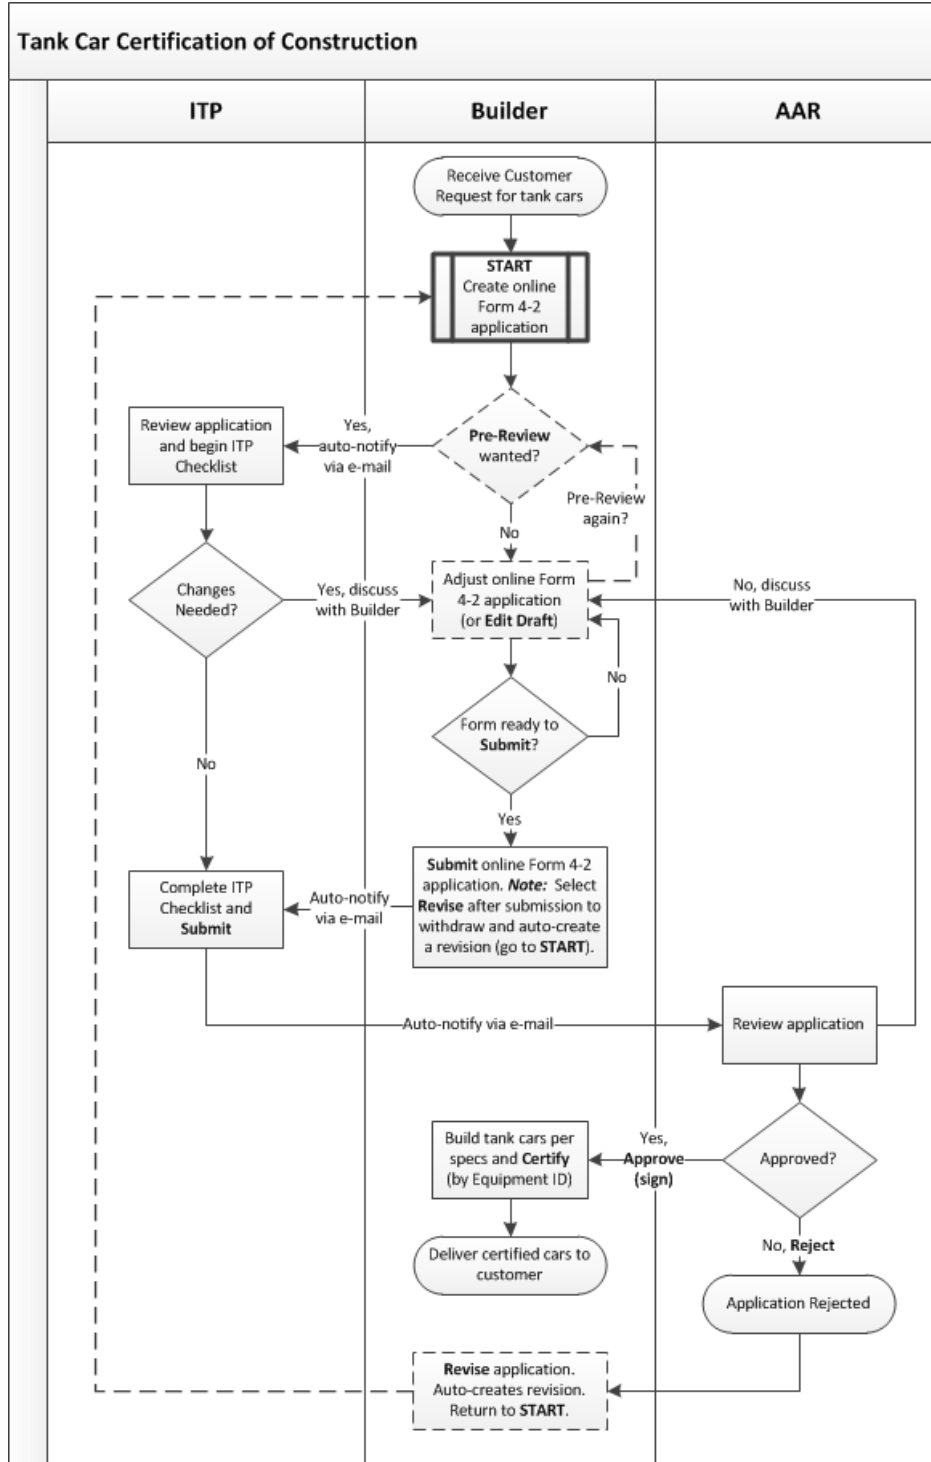 Tank Car Certification of Construction
ITP
Builder
AAR
Receive Customer
Request for tank cars
START
Create online
Form 4-2
application
Review application
and begin ITP
Checklist
Yes,
auto-notify
via e-mail
Pre-Review
wanted?
Pre-Review
again?
No
Changes
Needed?
Yes, discuss
with Builder
Adjust online Form
4-2 application
(or Edit Draft)
No, discuss
with Builder
No
Form ready to
Submit?
No
Yes
Complete ITP
Checklist and
Submit
Auto-notify
via e-mail
Submit online Form 4-2
application. Note: Select
Revise after submission to
withdraw and auto-create
a revision (go to START).
Auto-notify via e-mail
Review application
Build tank cars per
specs and Certify
(by Equipment ID)
Yes,
Approve
(sign)
Approved?
Deliver certified cars to
customer
No, Reject
Application Rejected
Revise application.
Auto-creates revision.
Return to START.